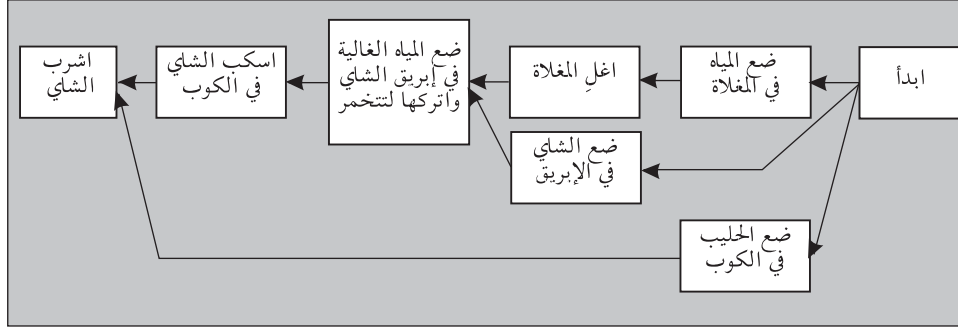 ابدأ
ضع المياه
في المغلاة
اغلِ المغلاة
ضع المياه الغالية
في إبريق الشاي
واتركها لتتخمر
اسكب الشاي
في الكوب
اشرب
الشاي
ضع الشاي
في الإبريق
ضع الحليب
في الكوب